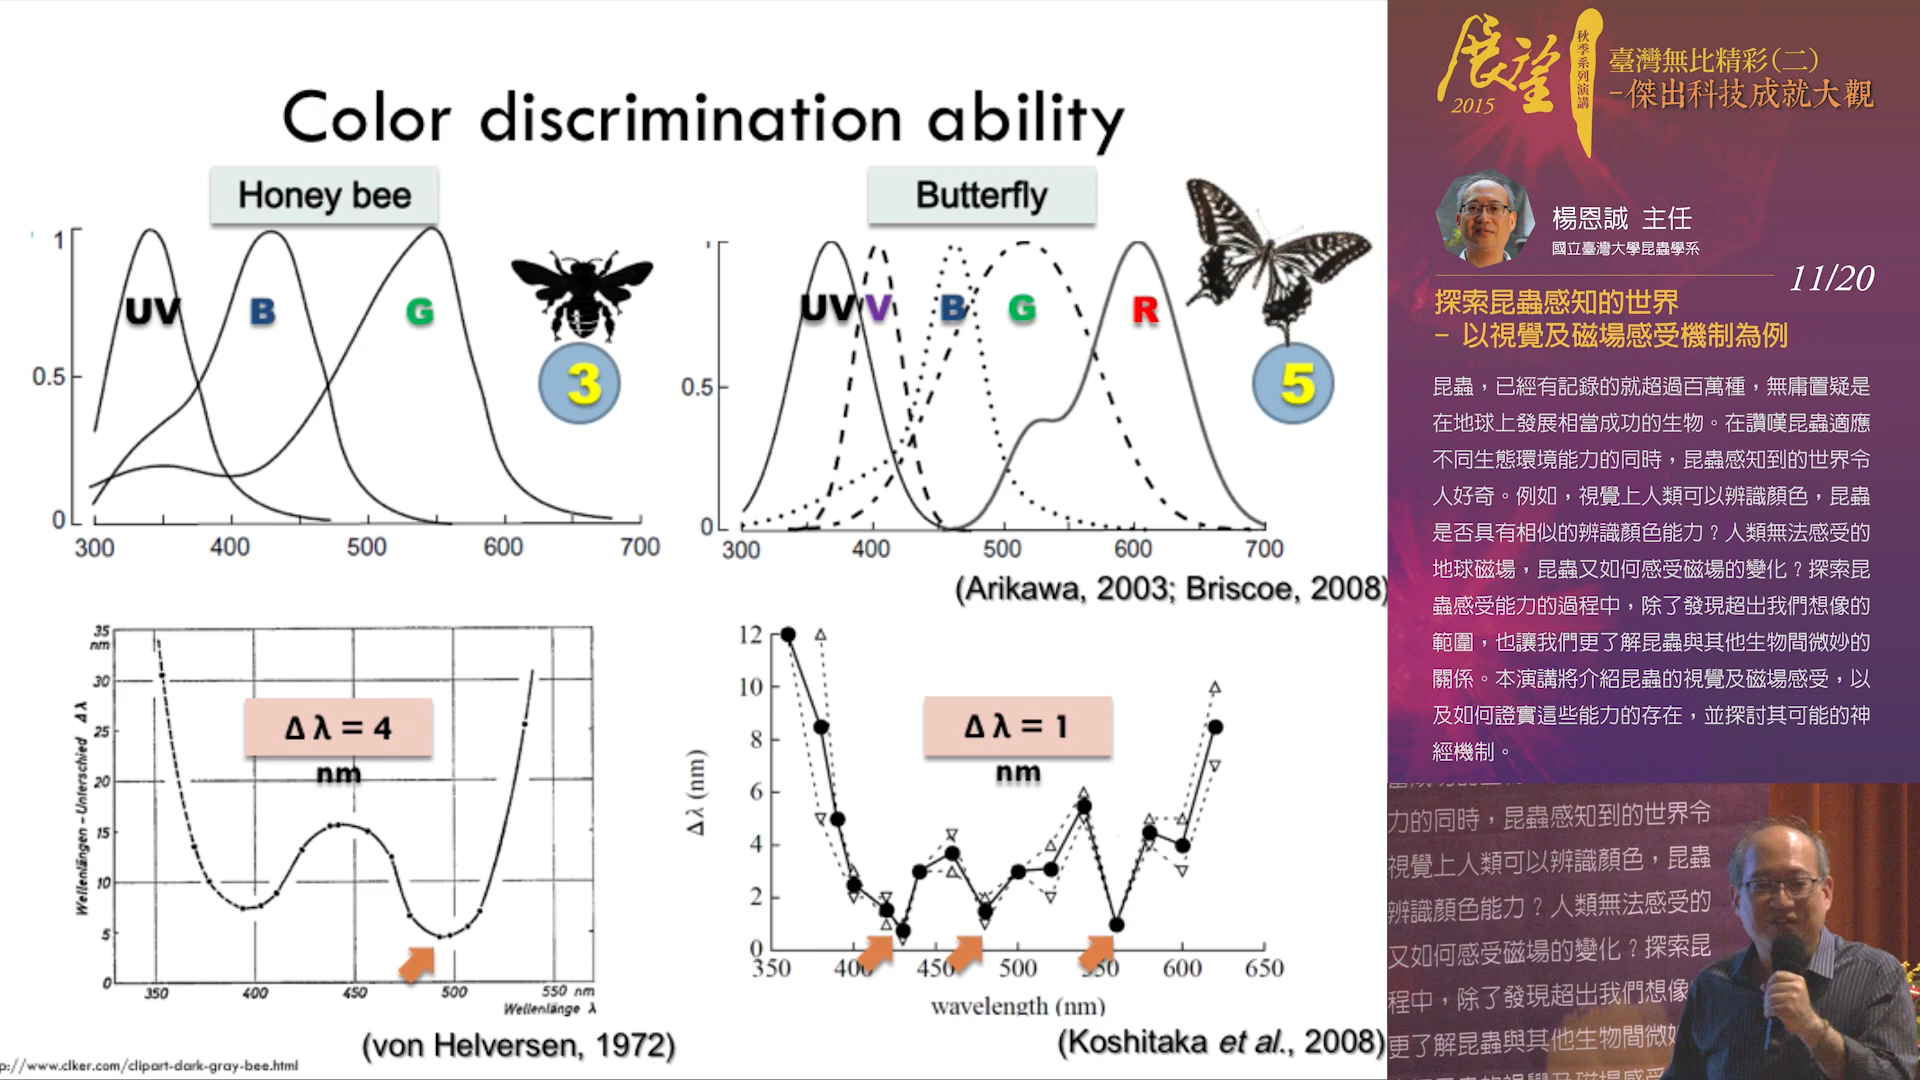 Color discrimination ability
Honey bee
1
0.5
0
UV
B
G
3
300
400
500
600
700
Butterfly
1
0.5
0
UV
V
B
G
R
5
300
400
500
600
700
(Arikawa, 2003; Briscoe, 2008)
35
nm
30
25
20
15
10
5
0
Wellenlängen - Unterschied Δλ
Δ λ = 4
nm
350
400
450
500
550 nm
Wellenlänge λ
(von Helversen, 1972)
12
10
8
6
4
2
0
Δλ (nm)
Δ λ = 1
nm
350
400
450
500
550
600
650
wavelength (nm)
(Koshitaka et al., 2008)
p://www.clker.com/clipart-dark-gray-bee.html
展望
2015
秋季系列演講
臺灣無比精彩(二)
-傑出科技成就大觀
楊恩誠 主任
國立臺灣大學昆蟲學系
11/20
探索昆蟲感知的世界
- 以視覺及磁場感受機制為例
昆蟲,已經有記錄的就超過百萬種,無庸置疑是
在地球上發展相當成功的生物。在讚嘆昆蟲適應
不同生態環境能力的同時,昆蟲感知到的世界令
人好奇。例如,視覺上人類可以辨識顏色,昆蟲
是否具有相似的辨識顏色能力?人類無法感受的
地球磁場,昆蟲又如何感受磁場的變化?探索昆
蟲感受能力的過程中,除了發現超出我們想像的
範圍,也讓我們更了解昆蟲與其他生物間微妙的
關係。本演講將介紹昆蟲的視覺及磁場感受,以
及如何證實這些能力的存在,並探討其可能的神
經機制。
力的同時,昆蟲感知到的世界令
視覺上人類可以辨識顏色,昆蟲
辨識顏色能力?人類無法感受的
又如何感受磁場的變化?探索昆
程中,除了發現超出我們想像
更了解昆蟲與其他生物間微妙